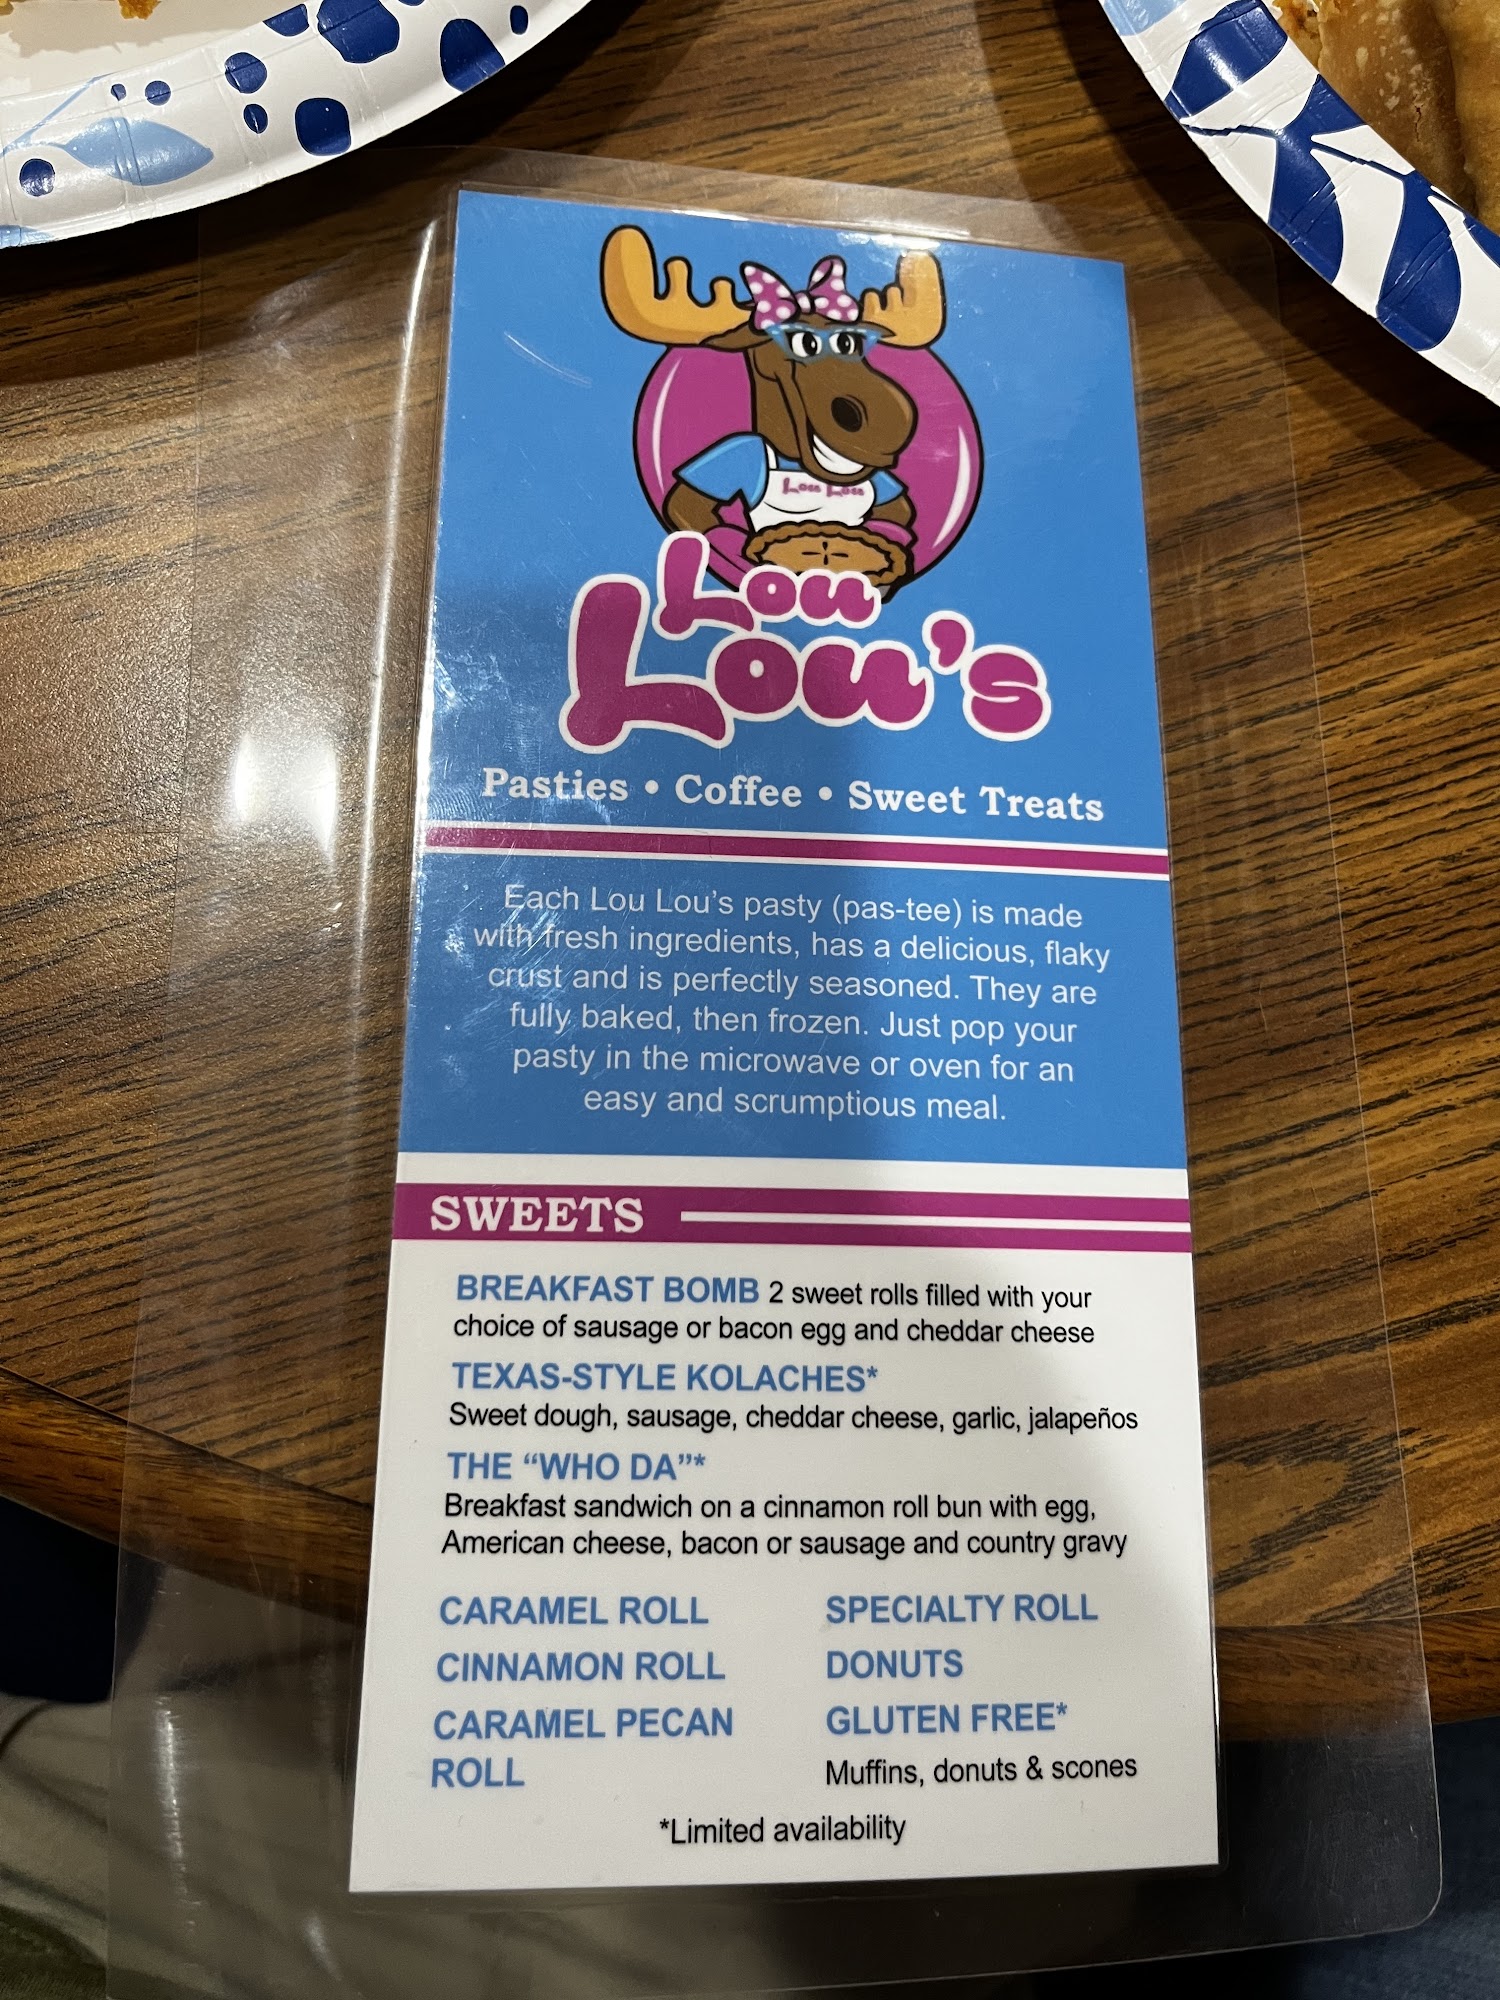 Lou Lou
Lou
Lou's
Pasties • Coffee • Sweet Treats
Each Lou Lou's pasty (pas-tee) is made
with fresh ingredients, has a delicious, flaky
crust and is perfectly seasoned. They are
fully baked, then frozen. Just pop your
pasty in the microwave or oven for an
easy and scrumptious meal.
SWEETS
BREAKFAST BOMB 2 sweet rolls filled with your
choice of sausage or bacon egg and cheddar cheese
TEXAS-STYLE KOLACHES*
Sweet dough, sausage, cheddar cheese, garlic, jalapeños
THE “WHO DA”*
Breakfast sandwich on a cinnamon roll bun with egg,
American cheese, bacon or sausage and country gravy
CARAMEL ROLL
CINNAMON ROLL
CARAMEL PECAN
ROLL
SPECIALTY ROLL
DONUTS
GLUTEN FREE*
Muffins, donuts & scones
*Limited availability